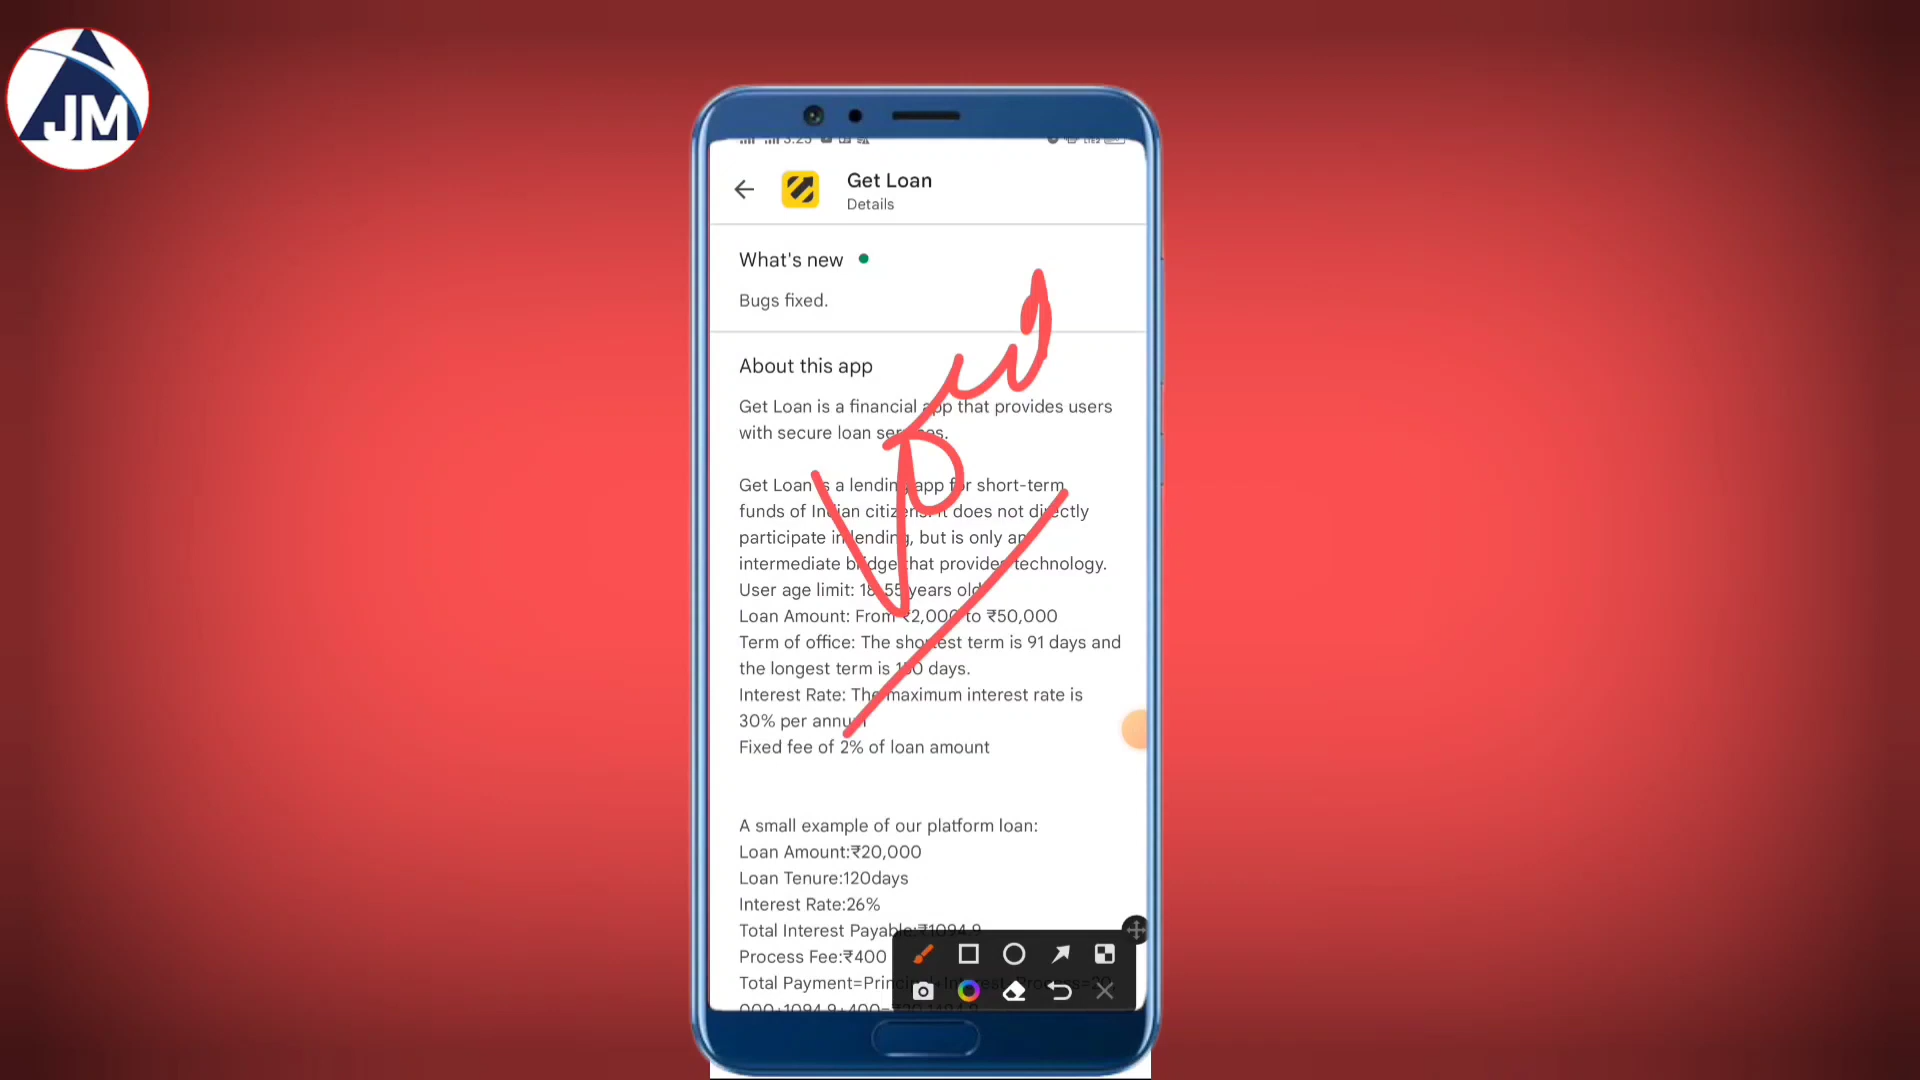 JM
Get Loan
Details
What's new
Bugs fixed.
About this app
Get Loan is a financial app that provides users
with secure loan services.
Get Loan is a lending app for short-term
funds of Indian citizens. It does not directly
participate in lending, but is only an
intermediate bridge that provides technology.
User age limit: 18-55 years old
Loan Amount: From ₹2,000 to ₹50,000
Term of office: The shortest term is 91 days and
the longest term is days.
Interest Rate: The maximum interest rate is
30% per annum
Fixed fee of 2% of loan amount
A small example of our platform loan:
Loan Amount:₹20,000
Loan Tenure:120days
Interest Rate:26%
Total Interest Payable:₹1094.9
Process Fee:₹400